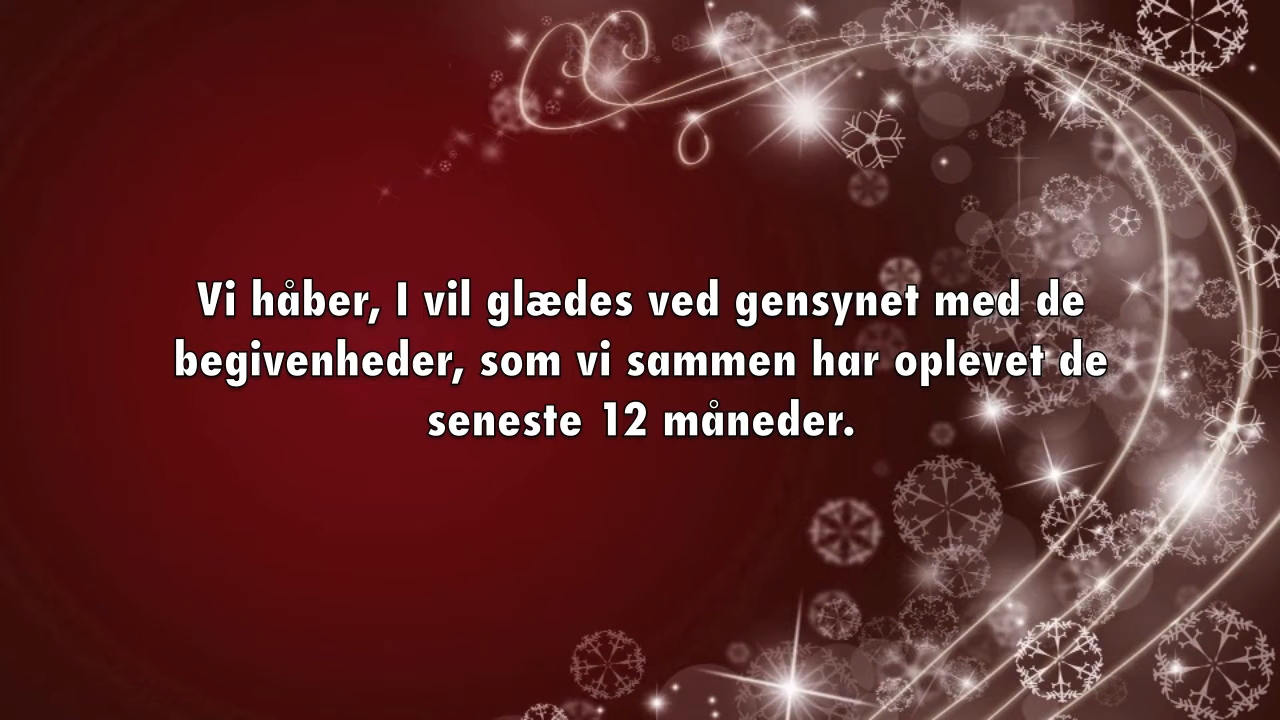 Vi håber, I vil glædes ved gensynet med de
begivenheder, som vi sammen har oplevet de
seneste 12 måneder.